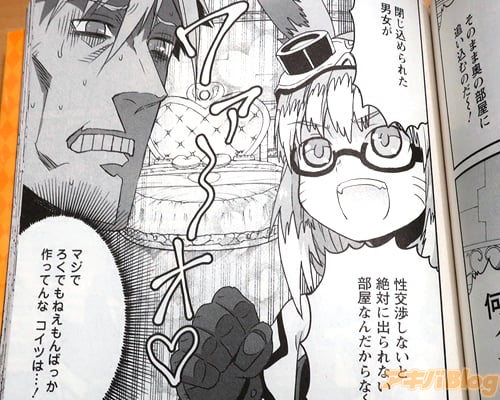 そのまま奥の部屋に
追い込むのだ～！
閉じ込められた
男女が
性交渉しないと
絶対に出られない
部屋なんだからなく
ワァ〜オ♡
マジで
ろくでもねえもんばっか
作ってんな コイツは…！
何
アキバBlog